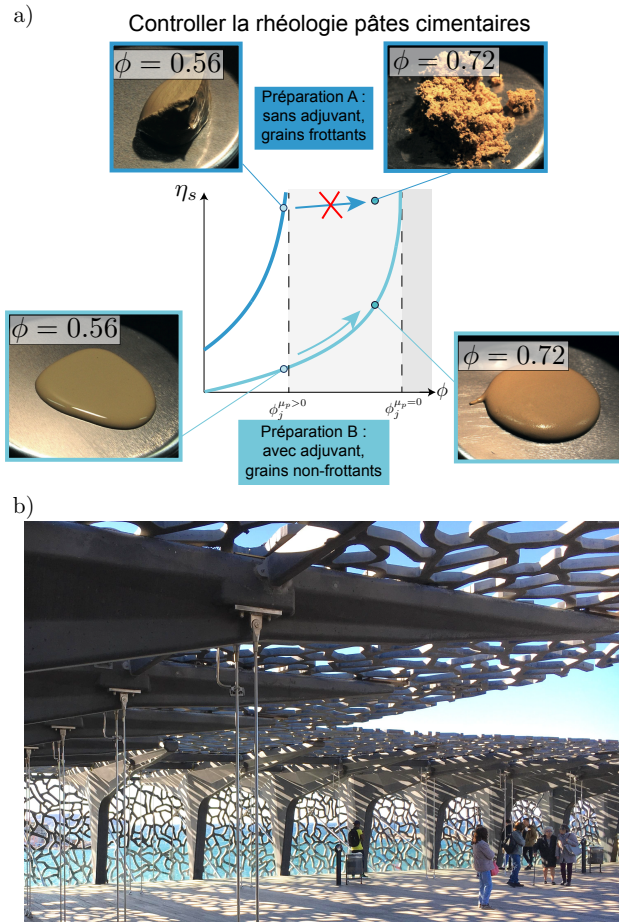 a)
Controller la rhéologie pâtes cimentaires
ϕ = 0.56
Préparation A :
sans adjuvant,
grains frottants
ϕ = 0.72
η_s
ϕ = 0.56
ϕ = 0.72
ϕ_j^{μ_p>0}
ϕ_j^{μ_p=0}
ϕ
Préparation B :
avec adjuvant,
grains non-frottants
b)